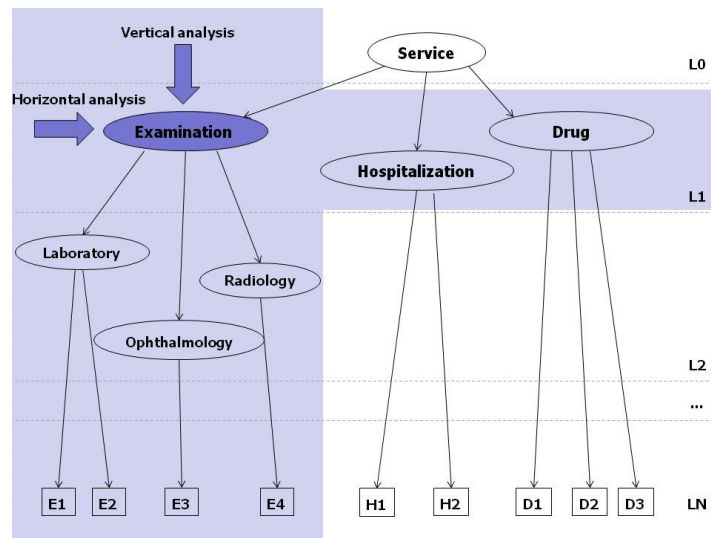 Vertical analysis
Service
L0
Horizontal analysis
Examination
Drug
Hospitalization
L1
Laboratory
Radiology
Ophthalmology
L2
...
E1 E2 E3 E4 H1 H2 D1 D2 D3 LN